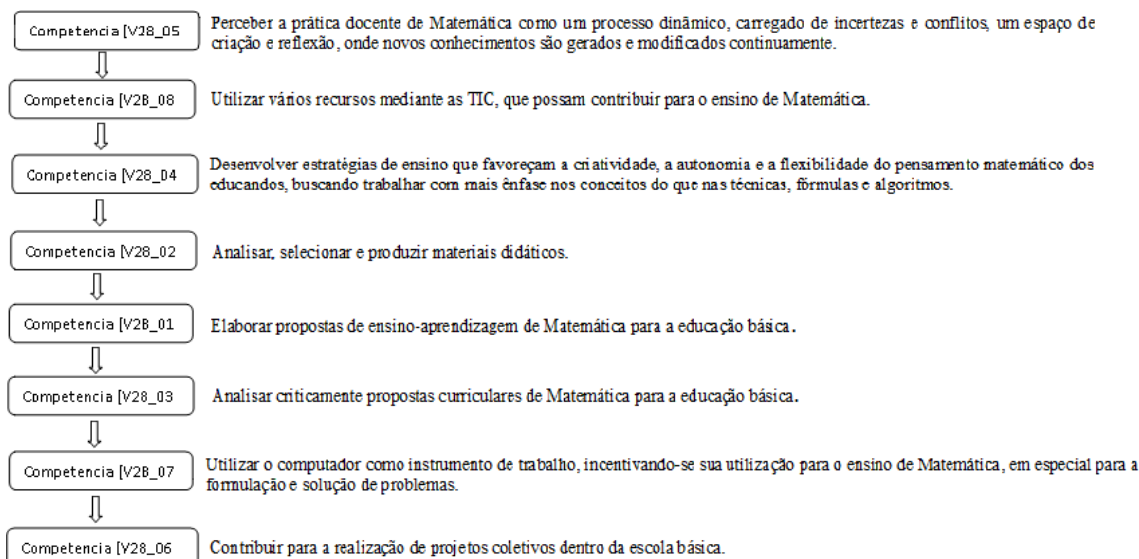 Competencia [V28_05
Perceber a prática docente de Matemática como um processo dinâmico, carregado de incertezas e conflitos, um espaço de
criação e reflexão, onde novos conhecimentos são gerados e modificados continuamente.
Competencia [V2B_08
Utilizar vários recursos mediante as TIC, que possam contribuir para o ensino de Matemática.
Competencia [V28_04
Desenvolver estratégias de ensino que favoreçam a criatividade, a autonomia e a flexibilidade do pensamento matemático dos
educandos, buscando trabalhar com mais ênfase nos conceitos do que nas técnicas, fórmulas e algoritmos.
Competencia [V28_02
Analisar, selecionar e produzir materiais didáticos.
Competencia [V2B_01
Elaborar propostas de ensino-aprendizagem de Matemática para a educação básica.
Competencia [V28_03
Analisar criticamente propostas curriculares de Matemática para a educação básica.
Competencia [V2B_07
Utilizar o computador como instrumento de trabalho, incentivando-se sua utilização para o ensino de Matemática, em especial para a
formulação e solução de problemas.
Competencia [V28_06
Contribuir para a realização de projetos coletivos dentro da escola básica.